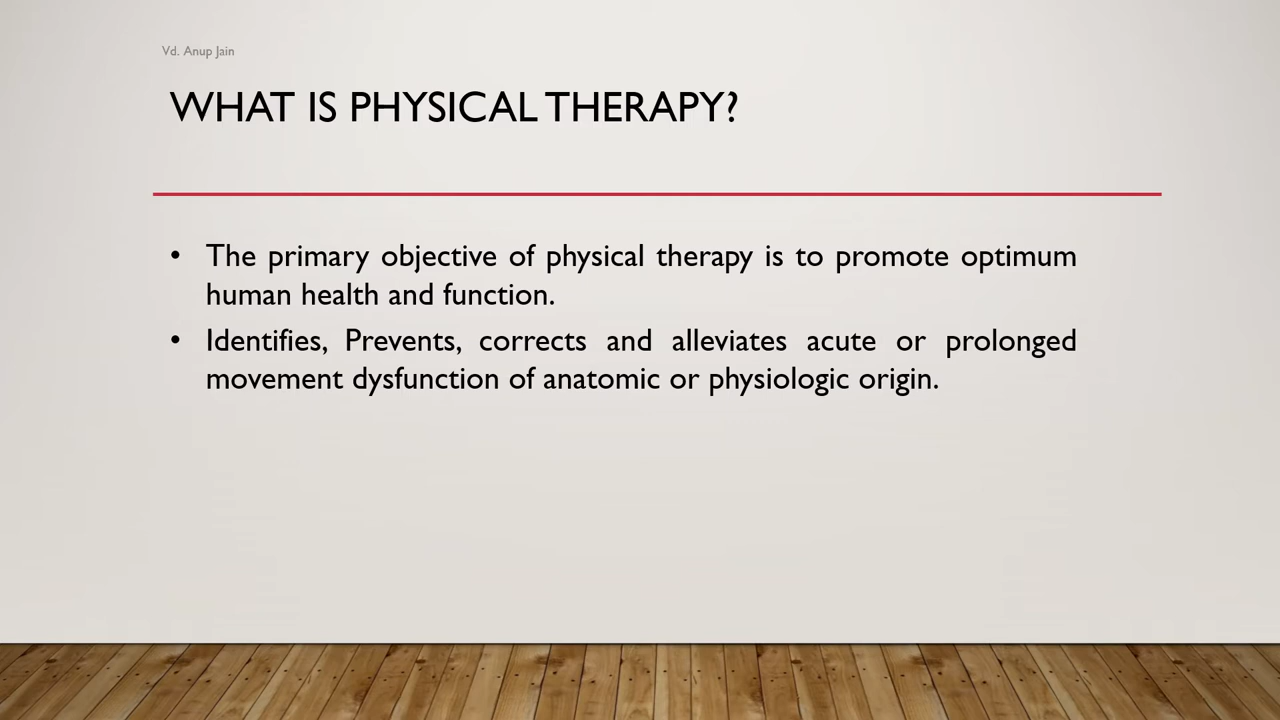 Vd. Anup Jain
WHAT IS PHYSICAL THERAPY?
• The primary objective of physical therapy is to promote optimum
human health and function.
• Identifies, Prevents, corrects and alleviates acute or prolonged
movement dysfunction of anatomic or physiologic origin.